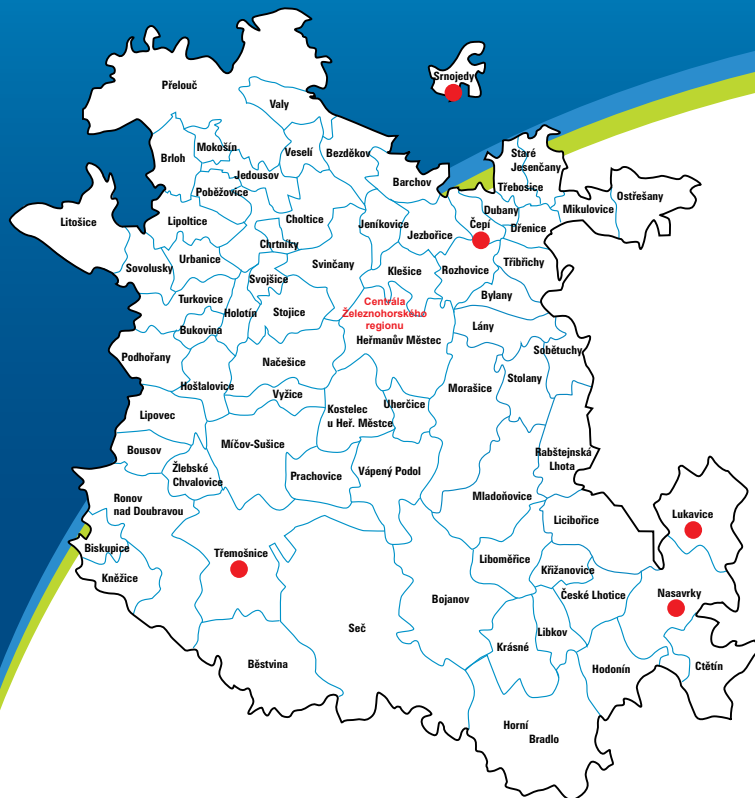 Srnojedy
Přelouč
Valy
Mokošín
Veselí
Bezděkov
Staré
Jesenčany
Brloh
Jedousov
Barchov
Třebosice
Poběžovice
Ostřešany
Mikulovice
Litošice
Lipoltice
Choltice
Jeníkovice
Dubany
Čepí
Dřenice
Jezbořice
Chrtníky
Urbanice
Svinčany
Třibřichy
Sovolusky
Klešice
Rozhovice
Svojšice
Bylany
Turkovice
Holotín
Stojice
Centrála
Železnohorského
regionu
Bukovina
Lány
Heřmanův Městec
Sobětuchy
Podhořany
Načešice
Stolany
Hošťalovice
Vyžice
Morašice
Uherčice
Lipovec
Kostelec
u Heř. Městce
Míčov-Sušice
Bousov
Rabštejnská
Lhota
Žlebské
Chvalovice
Prachovice
Vápený Podol
Ronov
nad Doubravou
Mladoňovice
Lukavice
Licibořice
Biskupice
Třemošnice
Liboměřice
Křižanovice
Kněžice
České Lhotice
Nasavrky
Bojanov
Seč
Libkov
Krásné
Běstvina
Hodonín
Ctětín
Horní
Bradlo